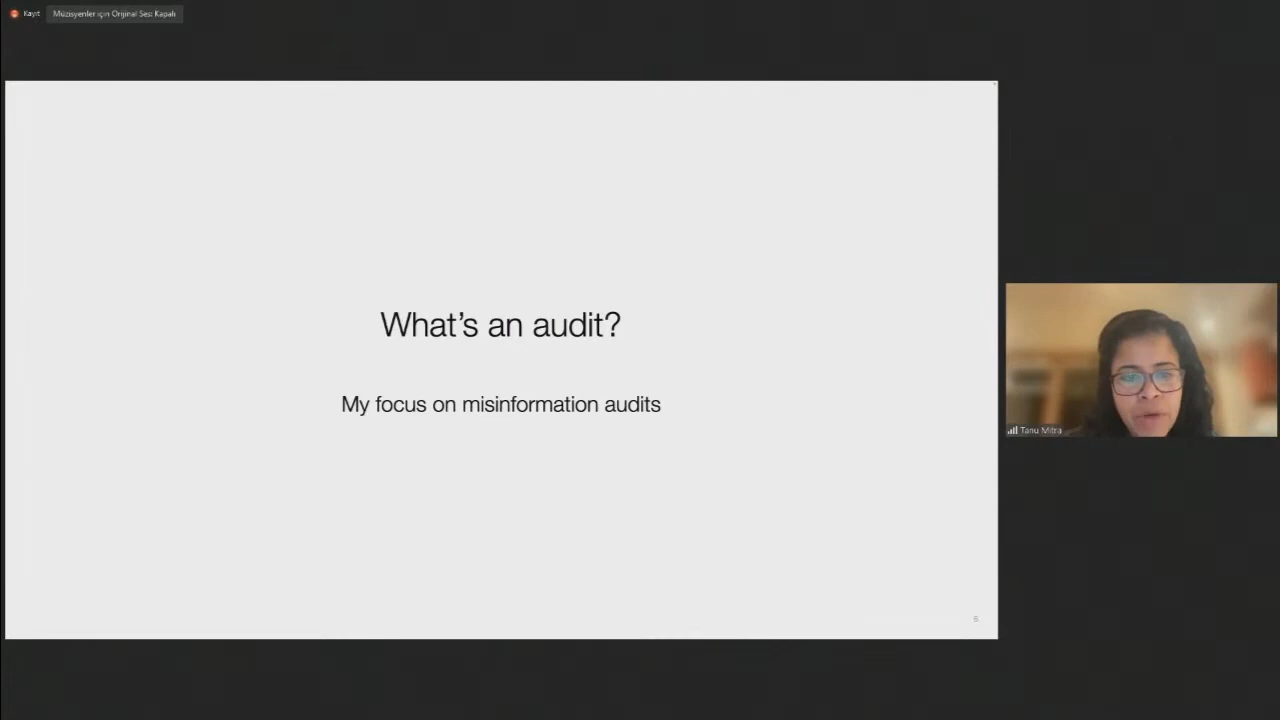 Kayıt
Müzisyenler için Orijinal Ses: Kapalı
What's an audit?
My focus on misinformation audits
Tanu Mitra